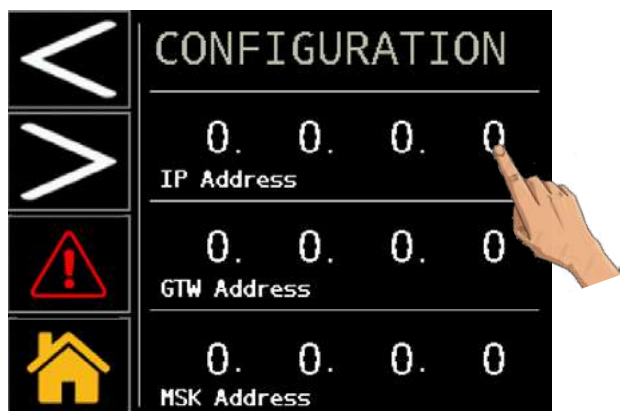 CONFIGURATION
0. 0. 0. 0
IP Address
0. 0. 0. 0
GTW Address
0. 0. 0. 0
MSK Address